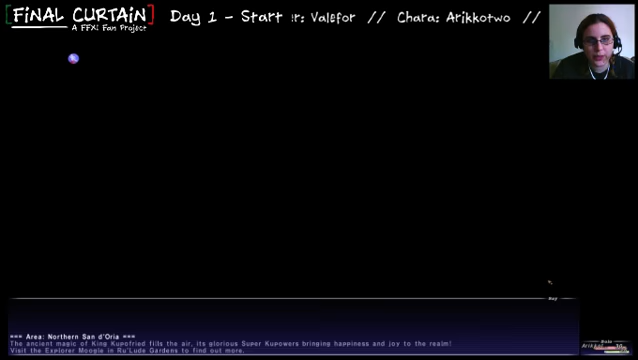 [FINAL CURTAIN]
A FFXI Fan Project
Day 1 - Start
r: Valefor // Chara: Arikkotwo //
=== Area: Northern San d'Oria ===
The ancient magic of King Kupofried fills the air, its glorious Super Kupowers bringing happiness and joy to the realm!
Visit the Explorer Moogle in Ru'Lude Gardens to find out more.